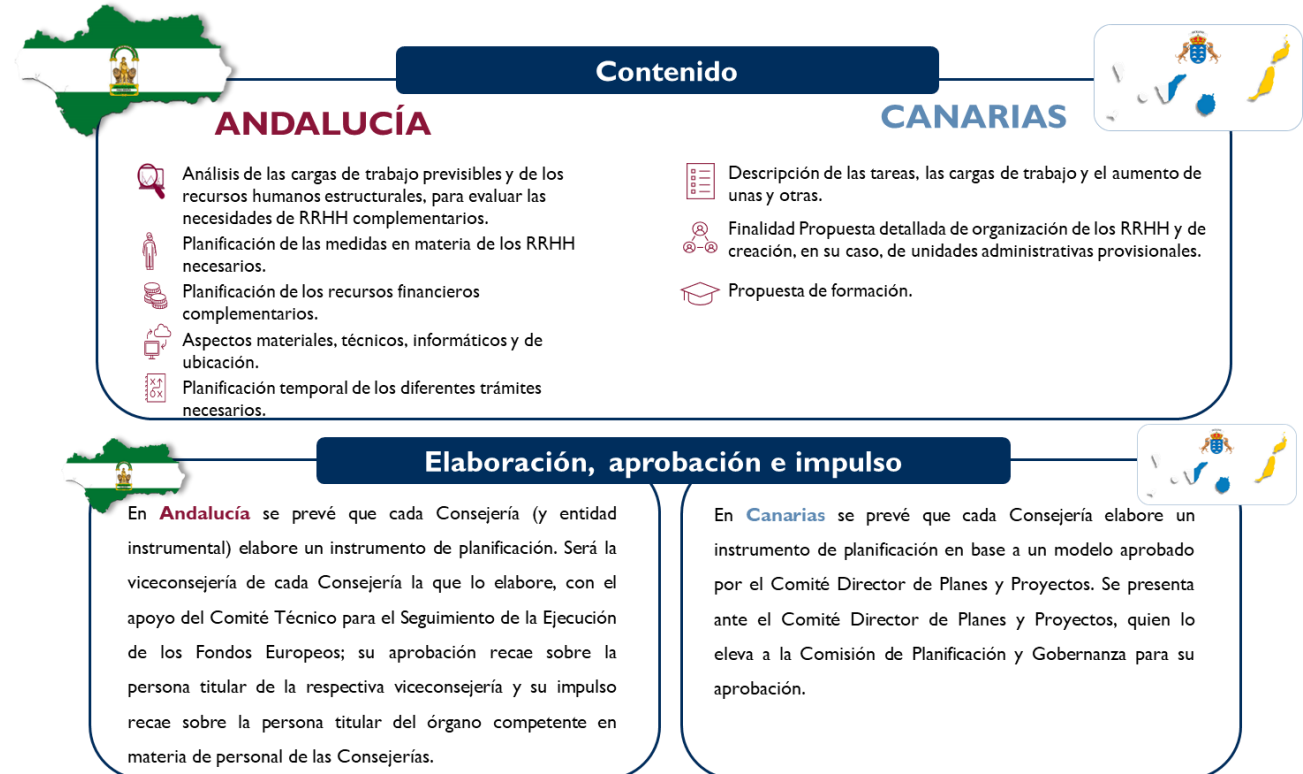 Contenido
ANDALUCÍA
Análisis de las cargas de trabajo previsibles y de los
recursos humanos estructurales, para evaluar las
necesidades de RRHH complementarios.
Planificación de las medidas en materia de los RRHH
necesarios.
Planificación de los recursos financieros
complementarios.
Aspectos materiales, técnicos, informáticos y de
ubicación.
Planificación temporal de los diferentes trámites
necesarios.
CANARIAS
Descripción de las tareas, las cargas de trabajo y el aumento de
unas y otras.
Finalidad Propuesta detallada de organización de los RRHH y de
creación, en su caso, de unidades administrativas provisionales.
Propuesta de formación.
Elaboración, aprobación e impulso
En Andalucía se prevé que cada Consejería (y entidad
instrumental) elabore un instrumento de planificación. Será la
viceconsejería de cada Consejería la que lo elabore, con el
apoyo del Comité Técnico para el Seguimiento de la Ejecución
de los Fondos Europeos; su aprobación recae sobre la
persona titular de la respectiva viceconsejería y su impulso
recae sobre la persona titular del órgano competente en
materia de personal de las Consejerías.
En Canarias se prevé que cada Consejería elabore un
instrumento de planificación en base a un modelo aprobado
por el Comité Director de Planes y Proyectos. Se presenta
ante el Comité Director de Planes y Proyectos, quien lo
eleva a la Comisión de Planificación y Gobernanza para su
aprobación.